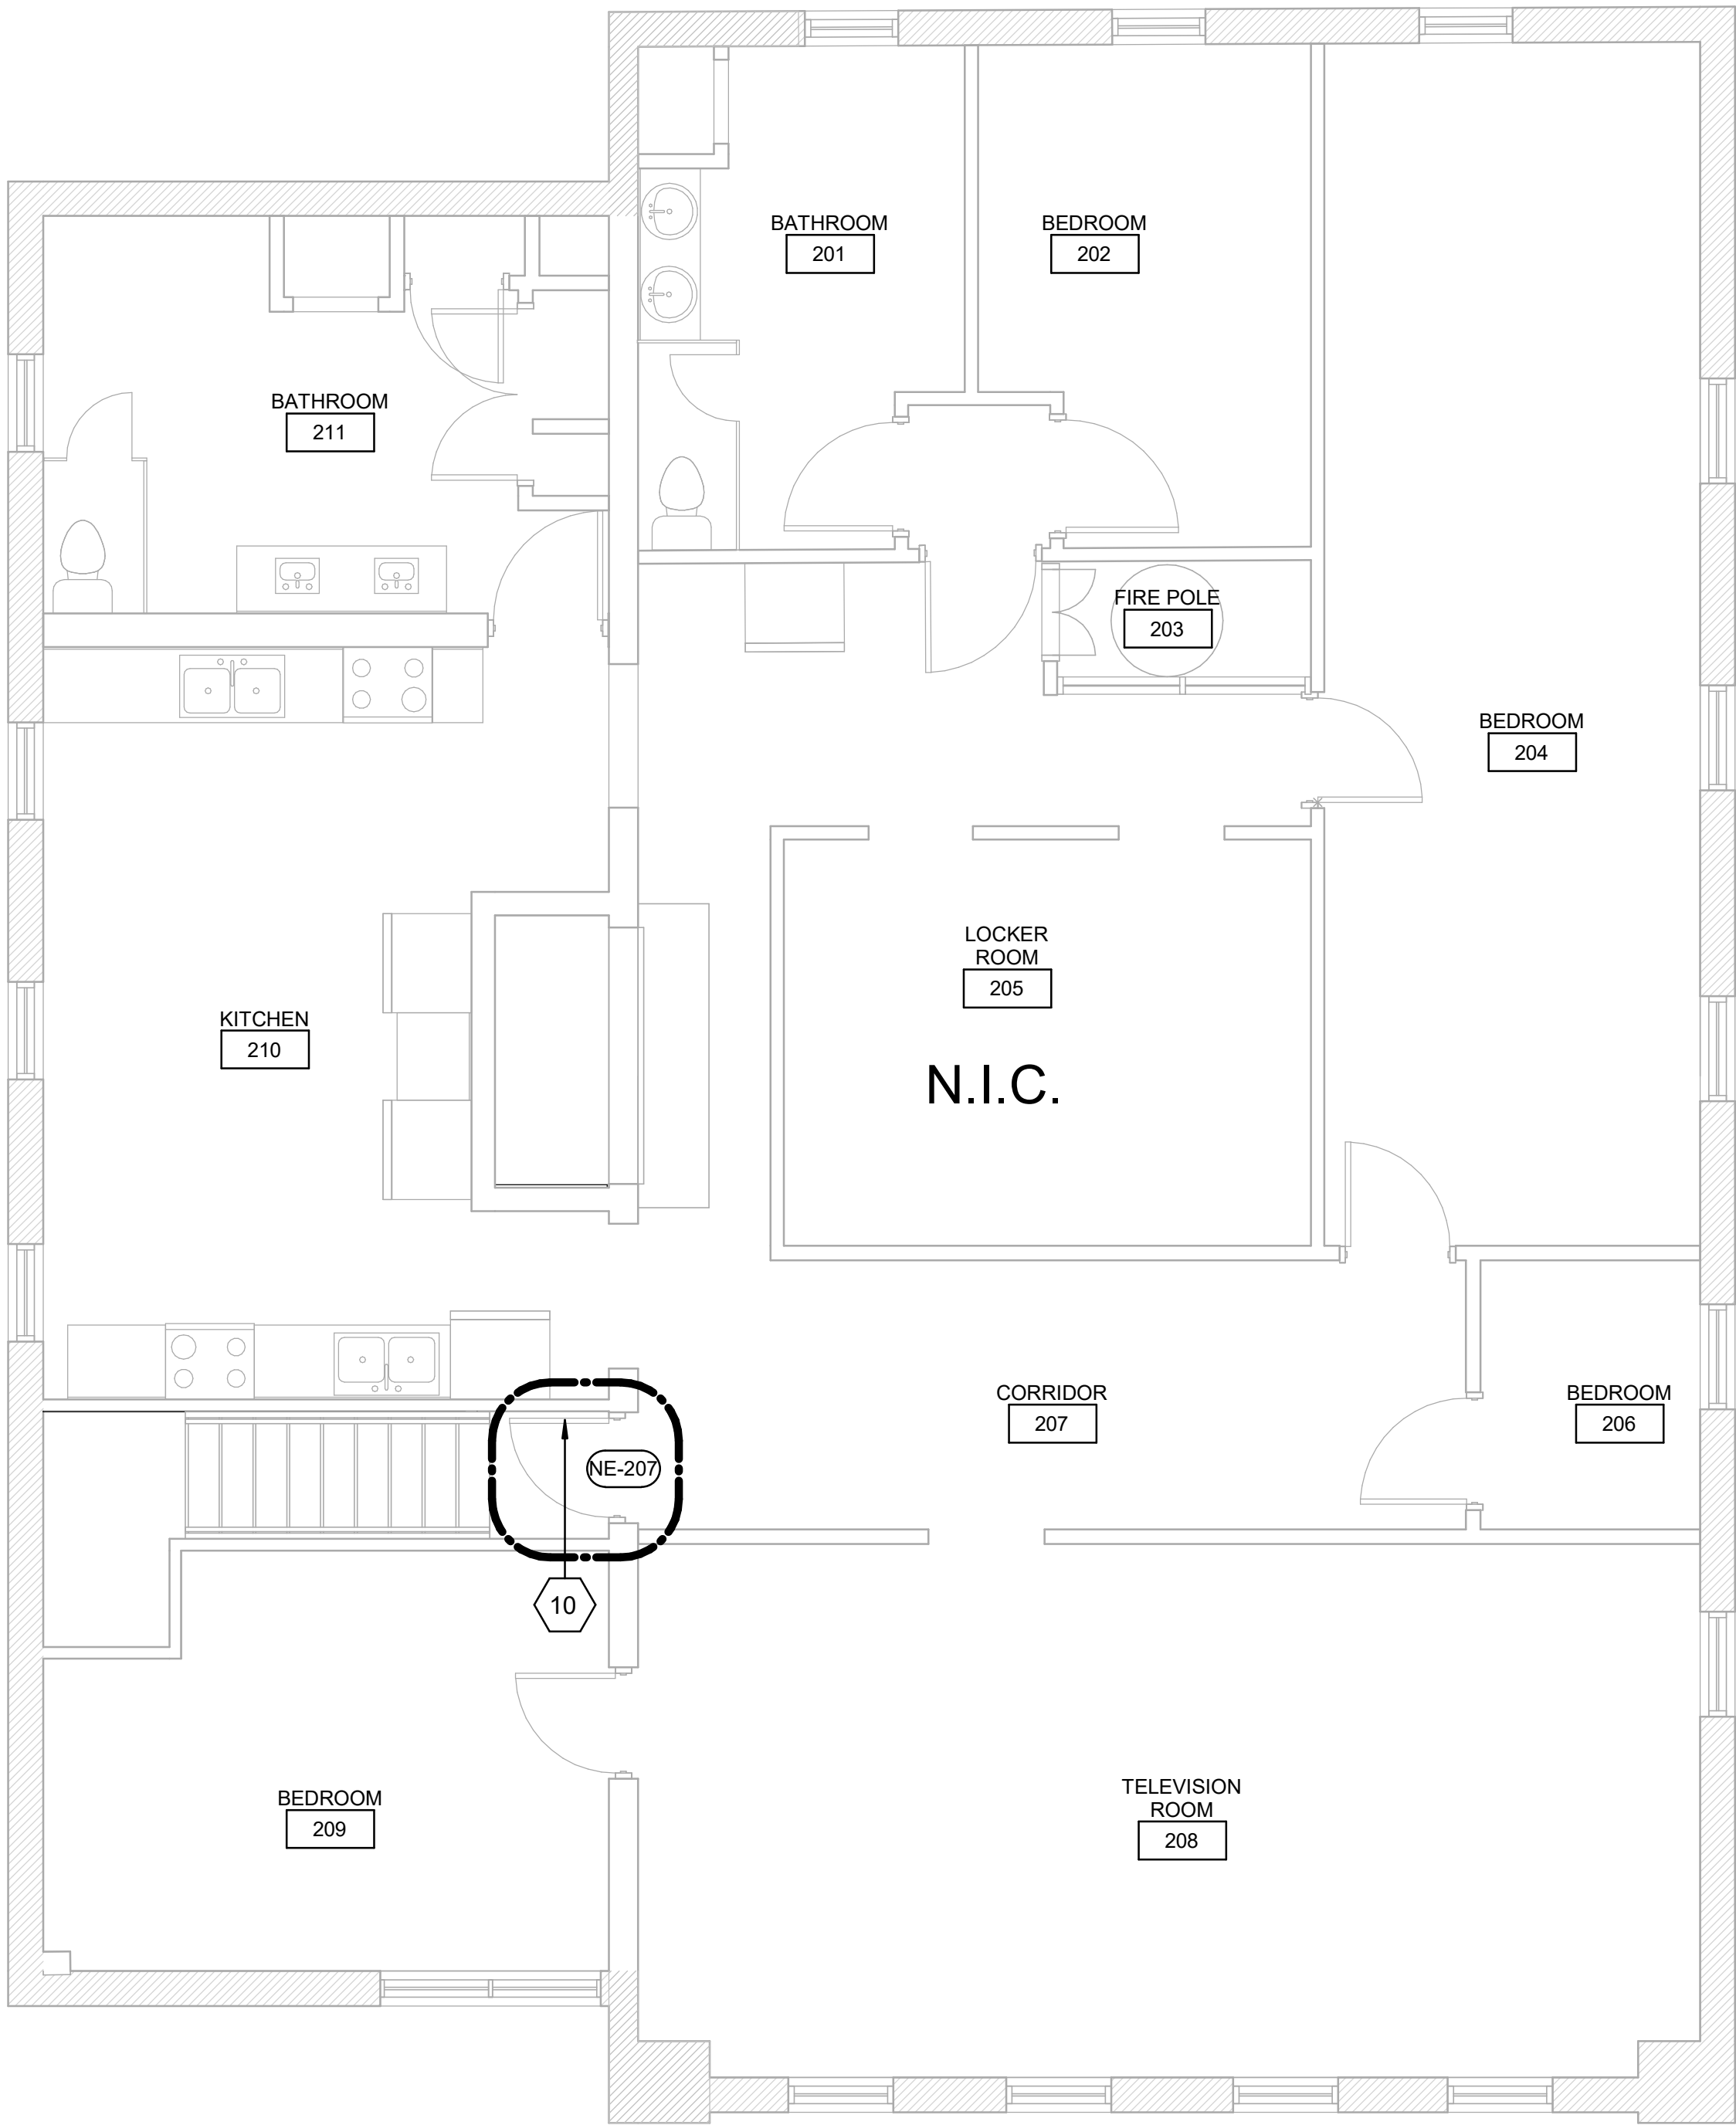 BATHROOM
201
BEDROOM
202
BATHROOM
211
FIRE POLE
203
BEDROOM
204
LOCKER
ROOM
205
KITCHEN
210
N.I.C.
CORRIDOR
207
BEDROOM
206
NE-207
10
BEDROOM
209
TELEVISION
ROOM
208